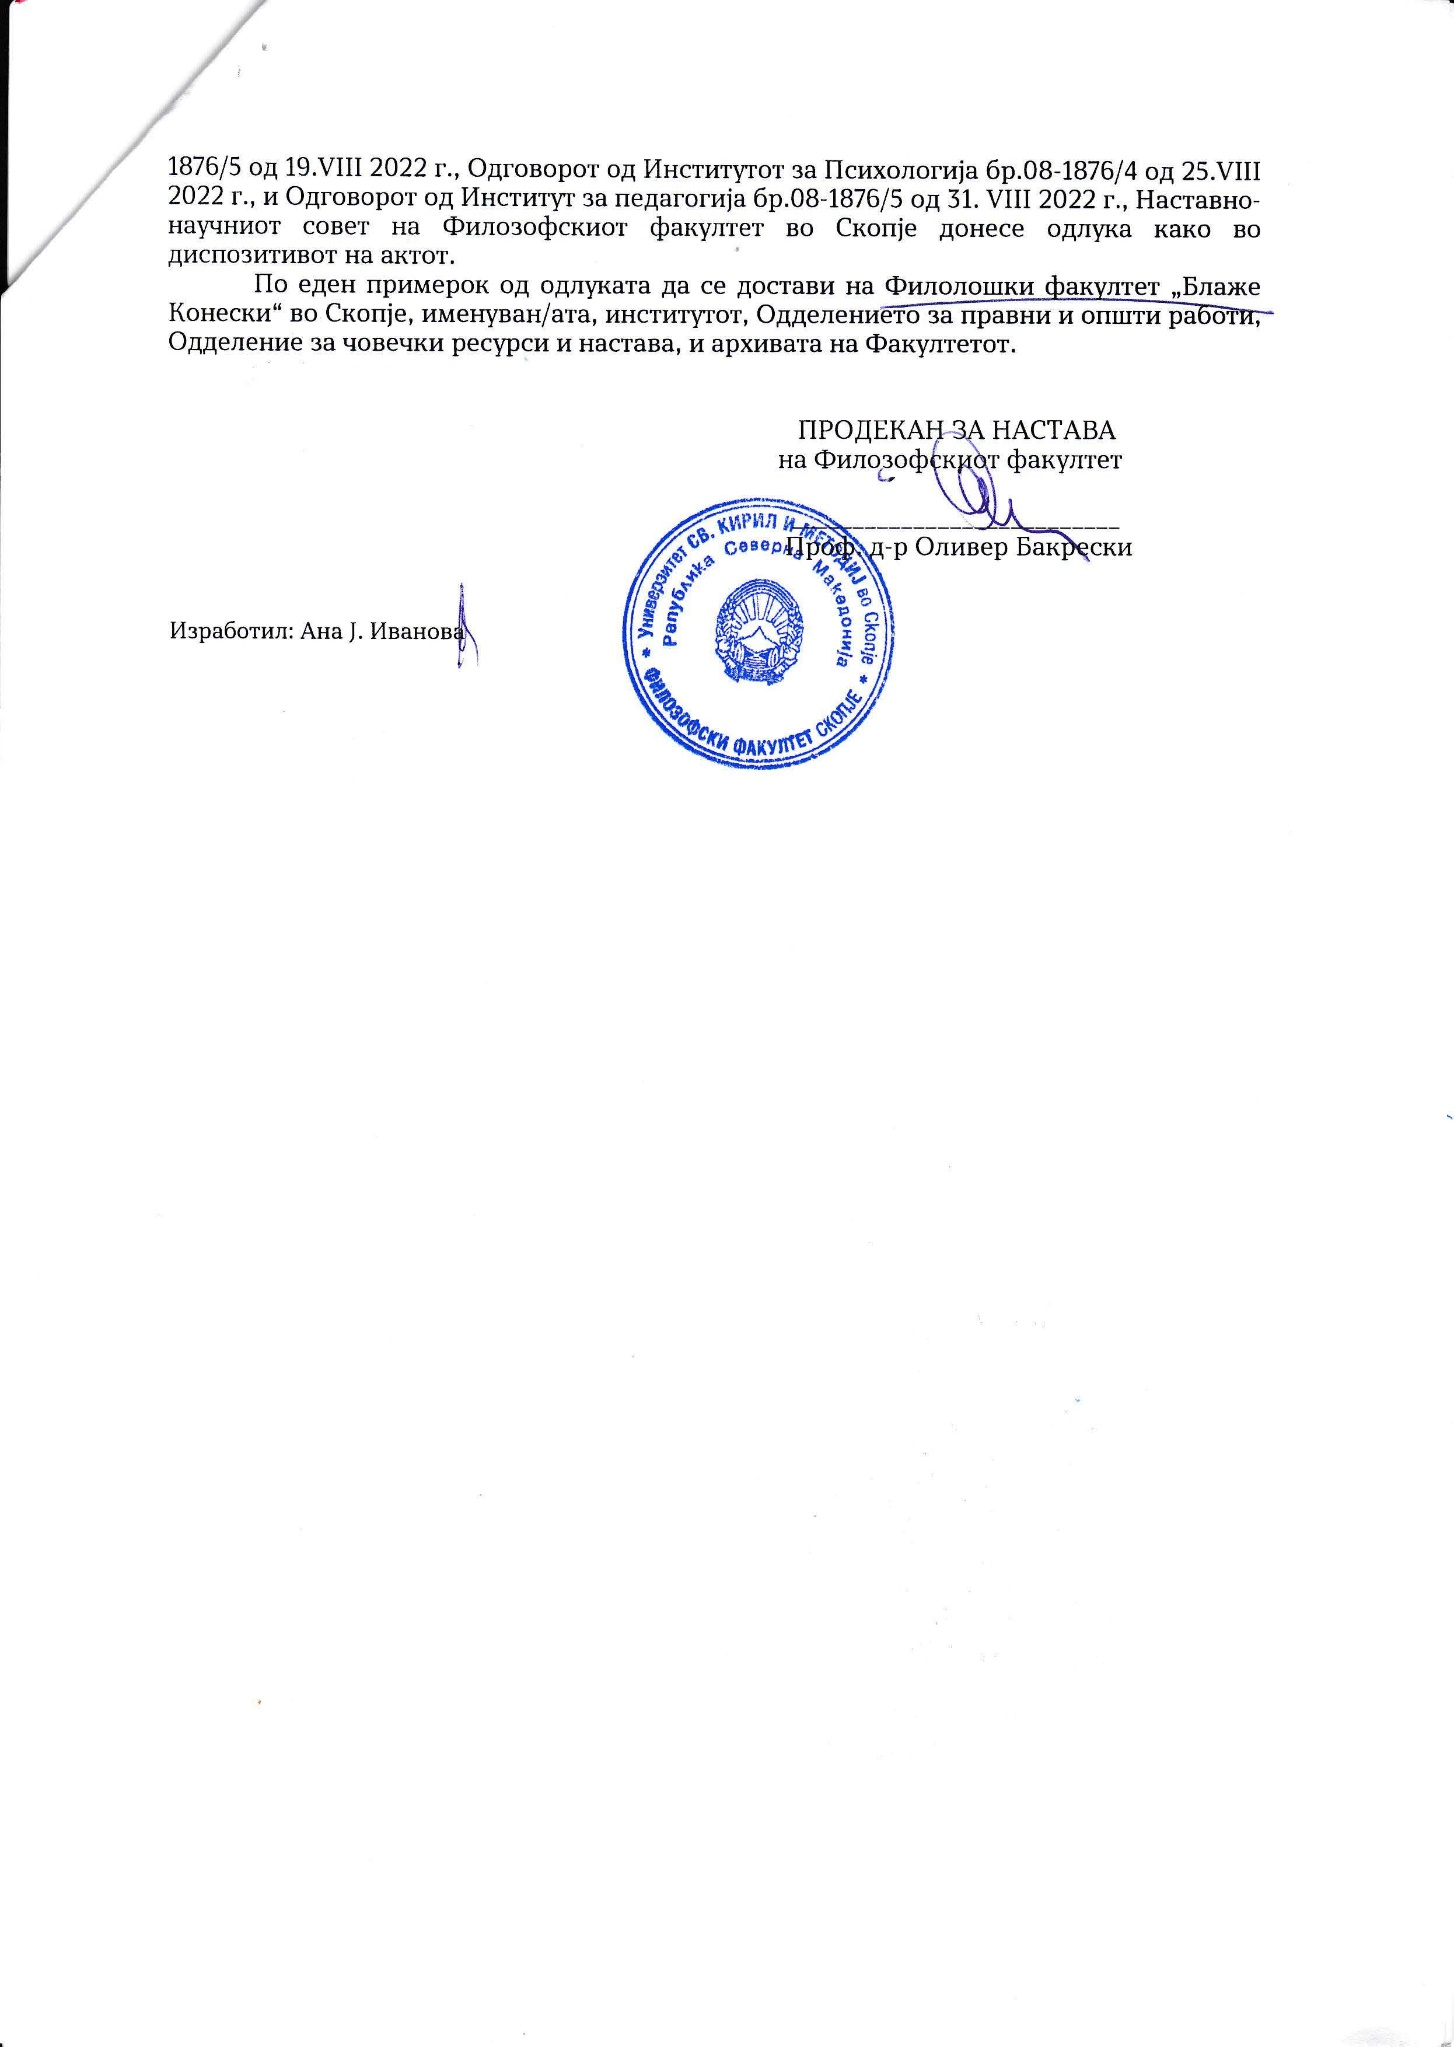 1876/5 од 19.VIII 2022 г., Одговорот од Институтот за Психологија бр.08-1876/4 од 25.VIII
2022 г., и Одговорот од Институт за педагогија бр.08-1876/5 од 31. VIII 2022 г., Наставно-
научниот совет на Филозофскиот факултет во Скопје донесе одлука како во
диспозитивот на актот.
По еден примерок од одлуката да се достави на Филолошки факултет „Блаже
Конески“ во Скопје, именуван/ата, институтот, Одделението за правни и општи работи,
Одделение за човечки ресурси и настава, и архивата на Факултетот.
ПРОДЕКАН ЗА НАСТАВА
на Филозофскиот факултет
Проф. д-р Оливер Бакрески
Универзитет СВ. КИРИЛ И МЕТОДИЈ во Скопје
Република Северна Македонија
ФИЛОЗОФСКИ ФАКУЛТЕТ СКОПЈЕ
Изработил: Ана Ј. Иванова